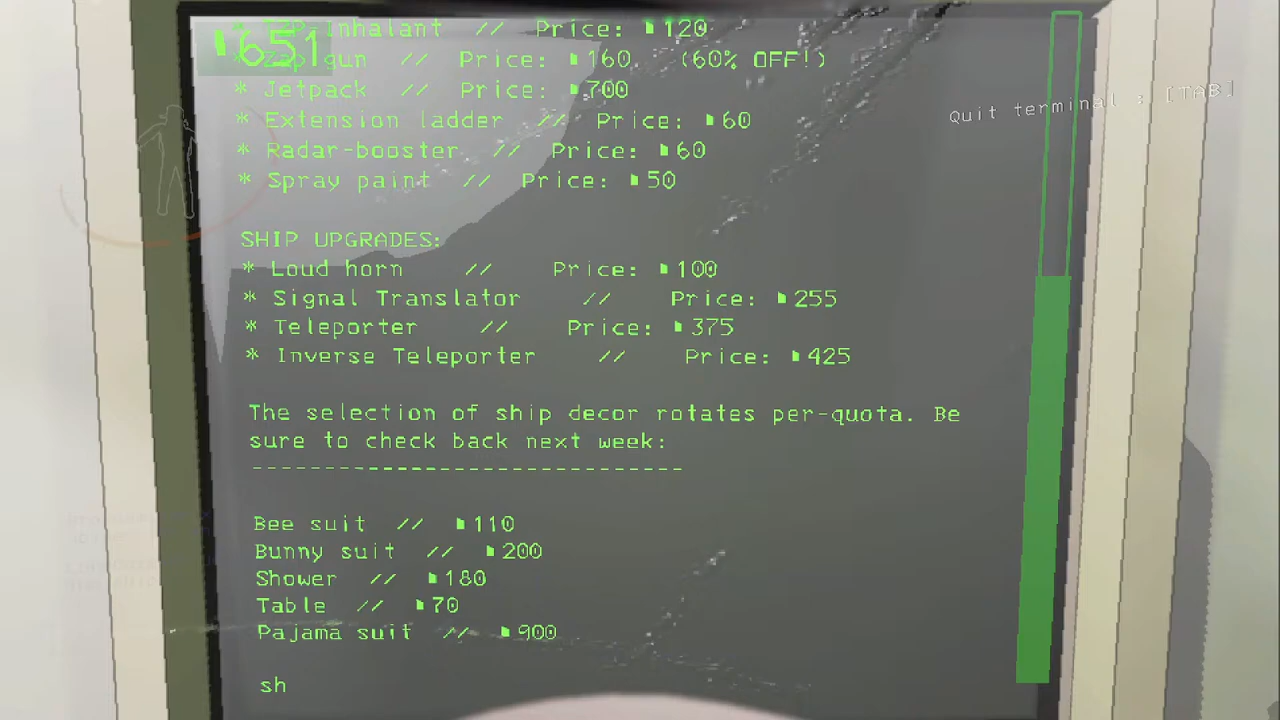 * TZP-Inhalant // Price: ▮120
▮651
* Zap gun // Price: ▮160 (60% OFF!)
* Jetpack // Price: ▮700
Quit terminal : [TAB]
* Extension ladder // Price: ▮60
* Radar-booster // Price: ▮60
* Spray paint // Price: ▮50
SHIP UPGRADES:
* Loud horn // Price: ▮100
* Signal Translator // Price: ▮255
* Teleporter // Price: ▮375
* Inverse Teleporter // Price: ▮425
The selection of ship decor rotates per-quota. Be
sure to check back next week:
------------------------------
Bee suit // ▮110
Bunny suit // ▮200
Shower // ▮180
Table // ▮70
Pajama suit // ▮900
sh